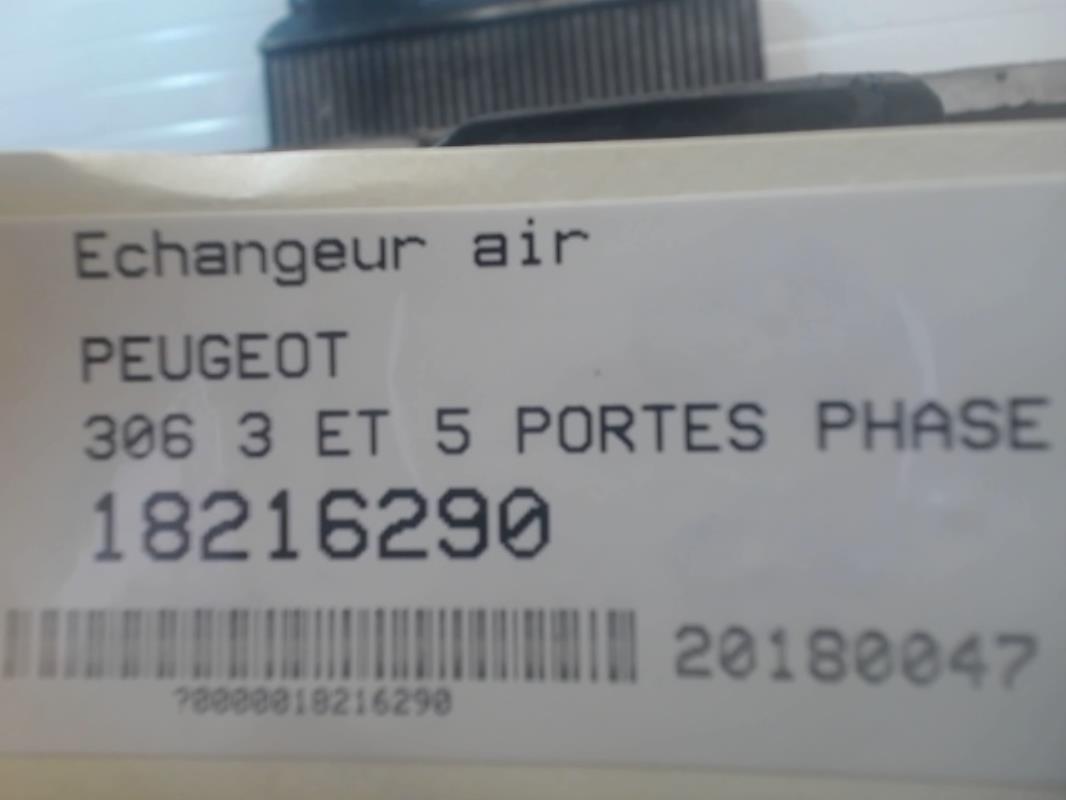 Echangeur air
PEUGEOT
306 3 ET 5 PORTES PHASE
18216290
20180047
?0000018216290